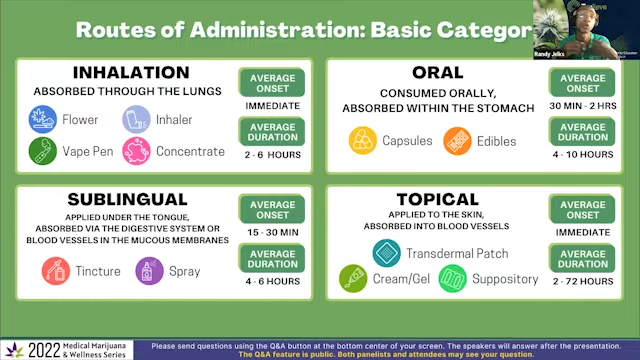 Routes of Administration: Basic Categor
Randy Jelks
INHALATION
ABSORBED THROUGH THE LUNGS
Flower
Inhaler
Vape Pen
Concentrate
AVERAGE
ONSET
IMMEDIATE
AVERAGE
DURATION
2 - 6 HOURS
ORAL
CONSUMED ORALLY,
ABSORBED WITHIN THE STOMACH
Capsules
Edibles
AVERAGE
ONSET
30 MIN - 2 HRS
AVERAGE
DURATION
4 - 10 HOURS
SUBLINGUAL
APPLIED UNDER THE TONGUE,
ABSORBED VIA THE DIGESTIVE SYSTEM OR
BLOOD VESSELS IN THE MUCOUS MEMBRANES
Tincture
Spray
AVERAGE
ONSET
15 - 30 MIN
AVERAGE
DURATION
4 - 6 HOURS
TOPICAL
APPLIED TO THE SKIN,
ABSORBED INTO BLOOD VESSELS
Transdermal Patch
Cream/Gel
Suppository
AVERAGE
ONSET
IMMEDIATE
AVERAGE
DURATION
2 - 72 HOURS
2022 Medical Marijuana
& Wellness Series
Please send questions using the Q&A button at the bottom center of your screen. The speakers will answer after the presentation.
The Q&A feature is public. Both panelists and attendees may see your question.